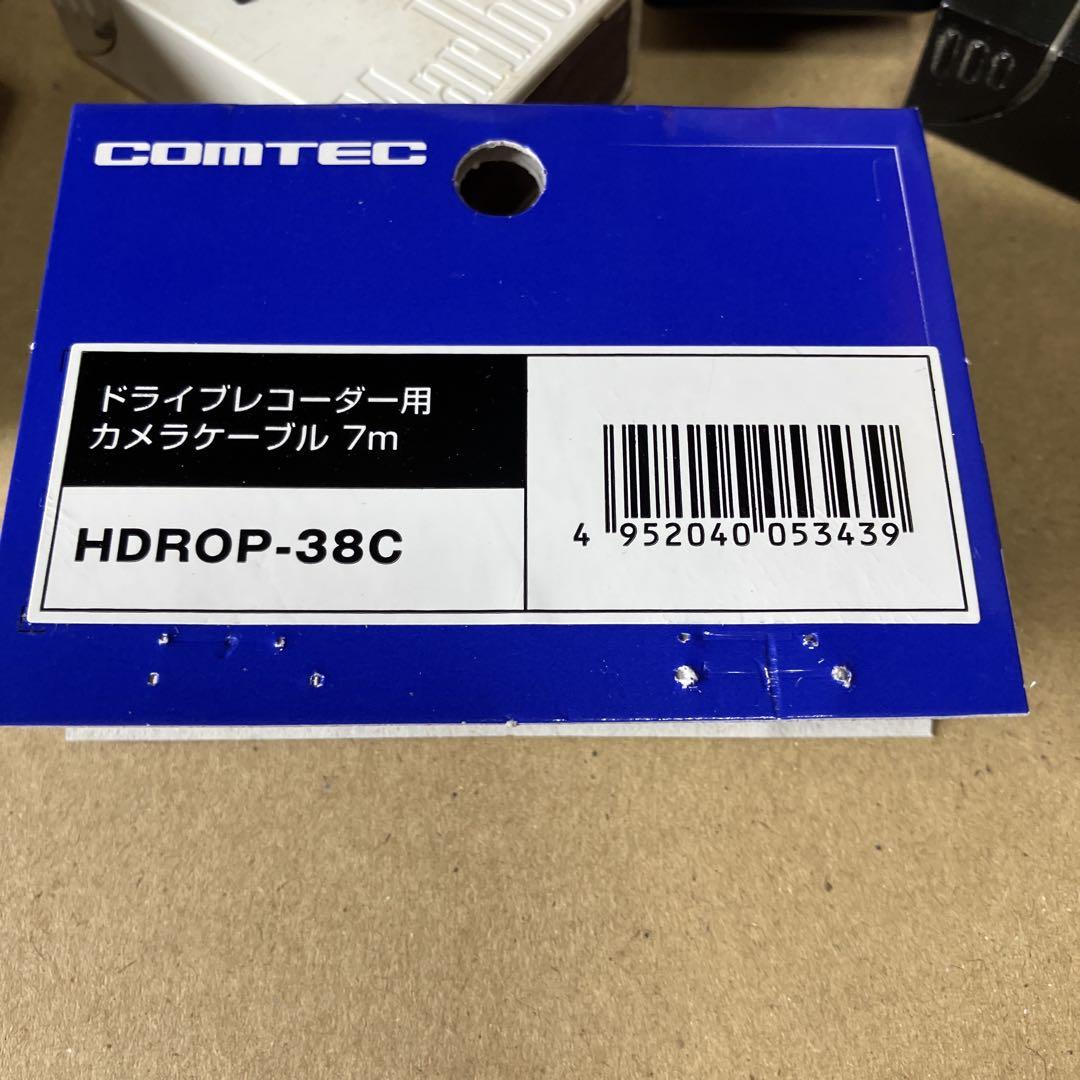 Marlbo
COMTEC
ドライブレコーダー用
カメラケーブル 7m
HDROP-38C
4 952040 053439